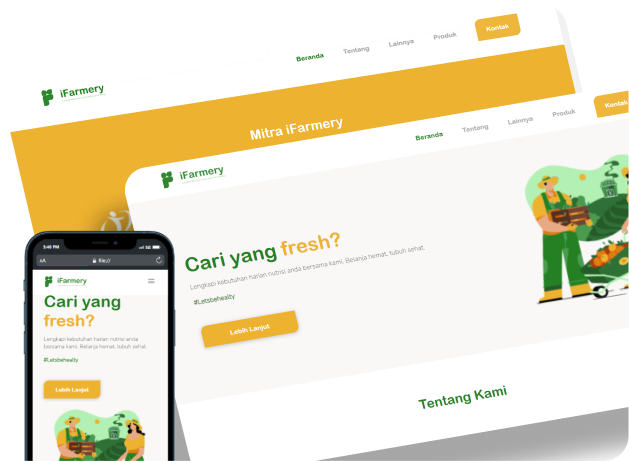 iFarmery
Beranda
Tentang
Lainnya
Produk
Kontak
Mitra iFarmery
iFarmery
Beranda
Tentang
Lainnya
Produk
Kontak
Cari yang fresh?
Lengkapi kebutuhan harian nutrisi anda bersama kami. Belanja hemat, tubuh sehat.
#Letsbehealty
Lebih Lanjut
Tentang Kami
3:46 PM
5G
AA
file://
iFarmery
Cari yang
fresh?
Lengkapi kebutuhan harian nutrisi anda
bersama kami. Belanja hemat, tubuh sehat.
#Letsbehealty
Lebih Lanjut